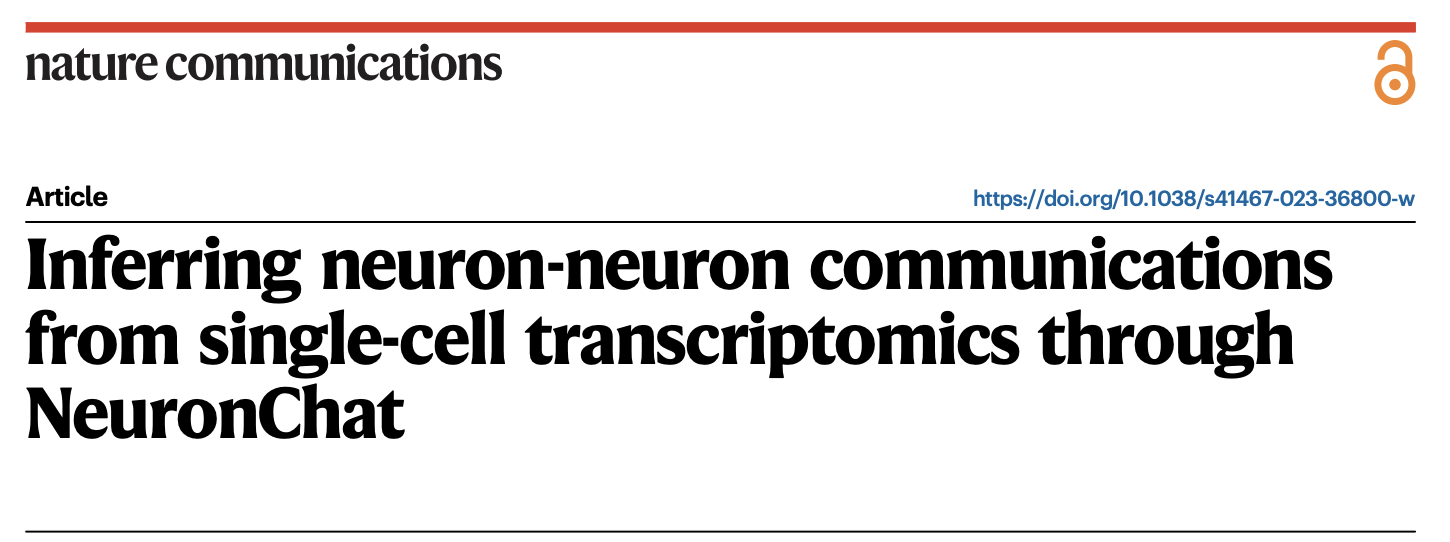 nature communications
Article
https://doi.org/10.1038/s41467-023-36800-w
Inferring neuron-neuron communications
from single-cell transcriptomics through
NeuronChat